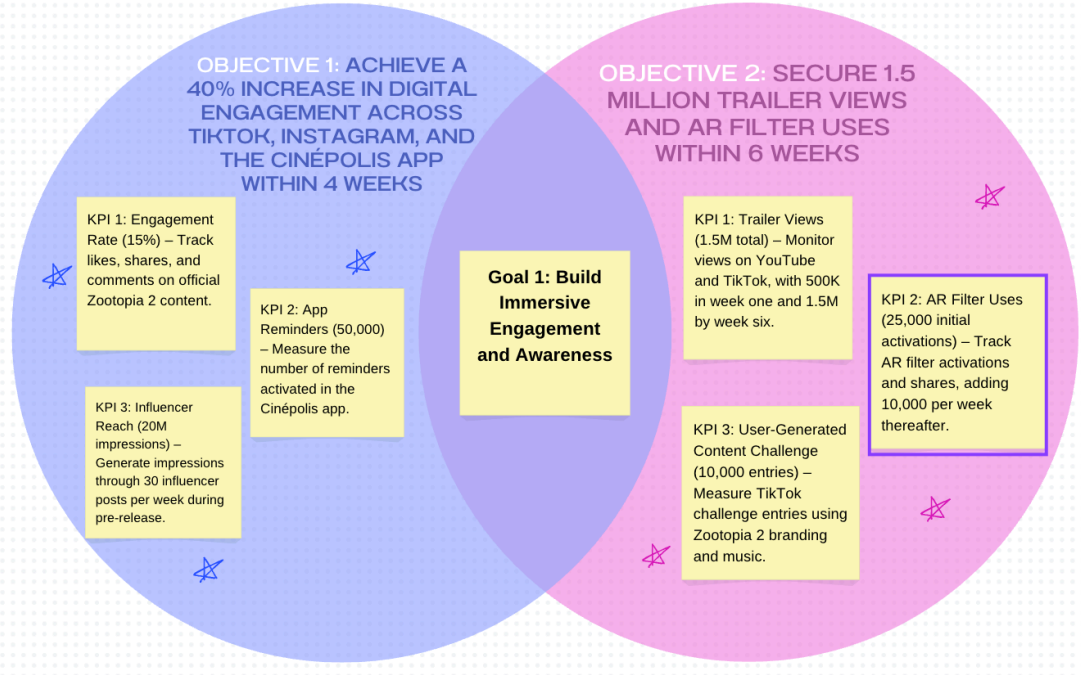 OBJECTIVE 1: ACHIEVE A
40% INCREASE IN DIGITAL
ENGAGEMENT ACROSS
TIKTOK, INSTAGRAM, AND
THE CINÉPOLIS APP
WITHIN 4 WEEKS
KPI 1: Engagement
Rate (15%) – Track
likes, shares, and
comments on official
Zootopia 2 content.
KPI 2: App
Reminders (50,000)
– Measure the
number of reminders
activated in the
Cinépolis app.
KPI 3: Influencer
Reach (20M
impressions) –
Generate impressions
through 30 influencer
posts per week during
pre-release.
Goal 1: Build
Immersive
Engagement
and Awareness
OBJECTIVE 2: SECURE 1.5
MILLION TRAILER VIEWS
AND AR FILTER USES
WITHIN 6 WEEKS
KPI 1: Trailer Views
(1.5M total) – Monitor
views on YouTube
and TikTok, with 500K
in week one and 1.5M
by week six.
KPI 2: AR Filter Uses
(25,000 initial
activations) – Track
AR filter activations
and shares, adding
10,000 per week
thereafter.
KPI 3: User-Generated
Content Challenge
(10,000 entries) –
Measure TikTok
challenge entries using
Zootopia 2 branding
and music.